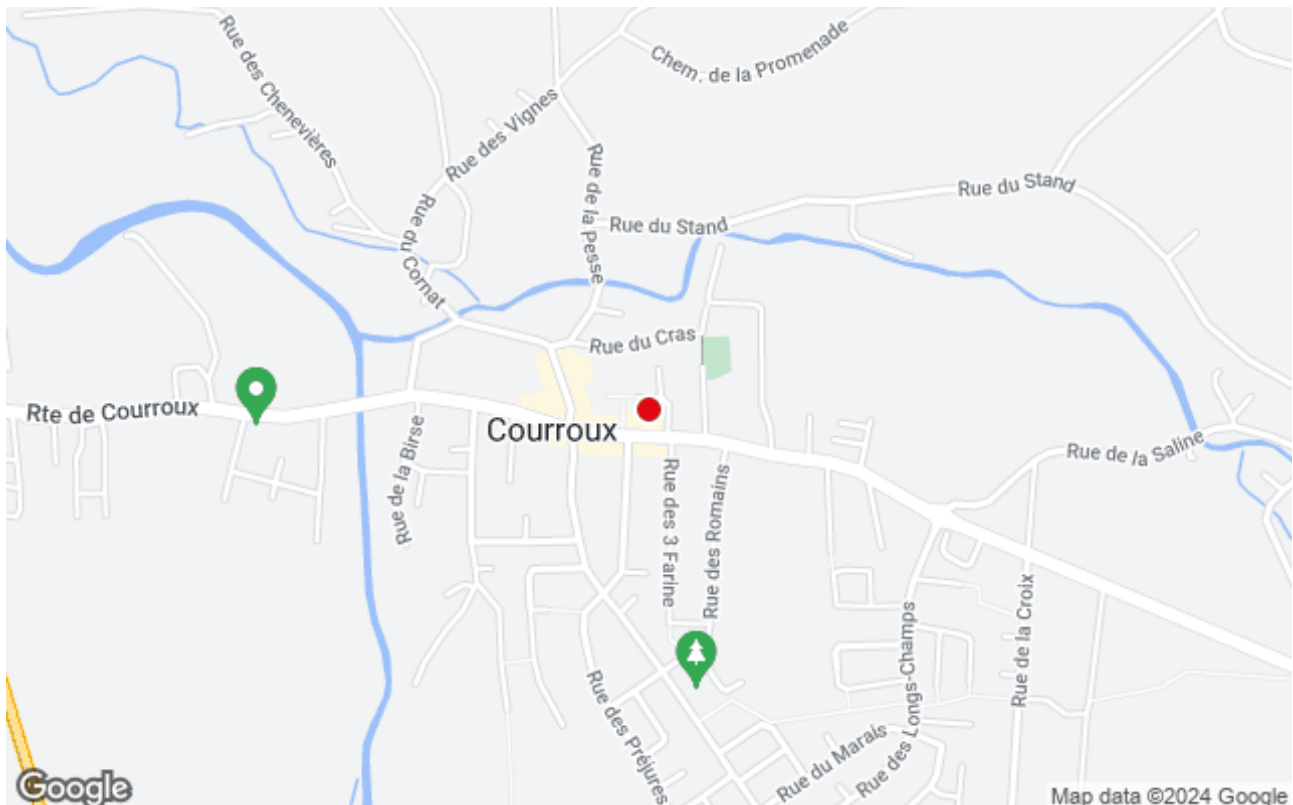 Rue des Chenevières
Chem. de la Promenade
Rue des Vignes
Rue de la Pesse
Rue du Stand
Rue du Stand
Rue du Cornat
Rue du Cras
Rte de Courroux
Courroux
Rue de la Birse
Rue des 3 Farine
Rue des Romains
Rue de la Saline
Rue de la Croix
Rue des Longs-Champs
Rue des Préjures
Rue du Marais
Google
Map data ©2024 Google